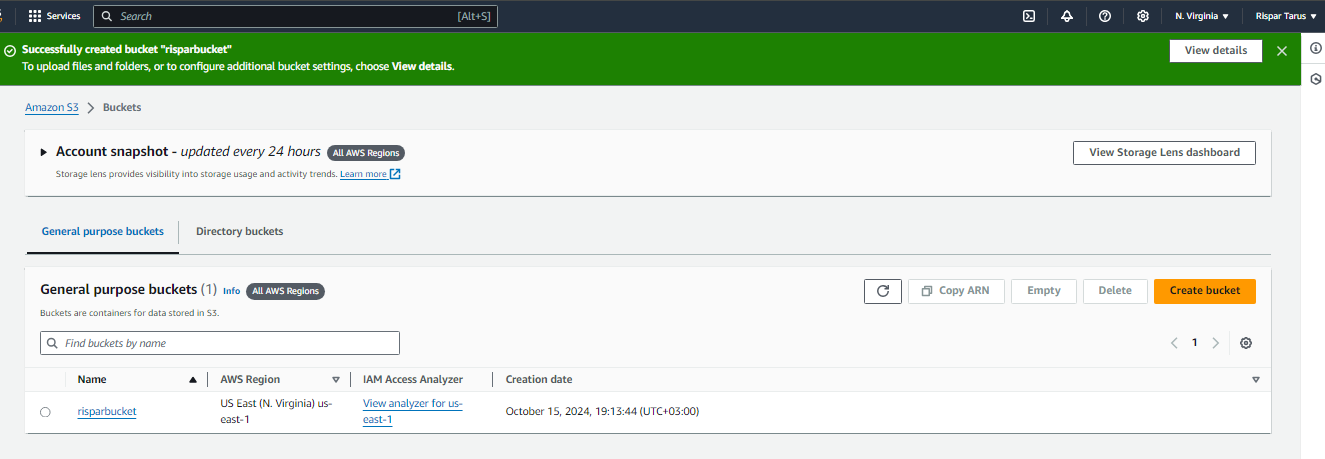 Services
Search
[Alt+S]
N. Virginia
Rispar Tarus
Successfully created bucket "risparbucket"
To upload files and folders, or to configure additional bucket settings, choose View details.
View details
Amazon S3
Buckets
Account snapshot - updated every 24 hours
All AWS Regions
View Storage Lens dashboard
Storage lens provides visibility into storage usage and activity trends. Learn more
General purpose buckets
Directory buckets
General purpose buckets (1) Info
All AWS Regions
Copy ARN
Empty
Delete
Create bucket
Buckets are containers for data stored in S3.
Find buckets by name
1
Name
AWS Region
IAM Access Analyzer
Creation date
risparbucket
US East (N. Virginia) us-
east-1
View analyzer for us-
east-1
October 15, 2024, 19:13:44 (UTC+03:00)